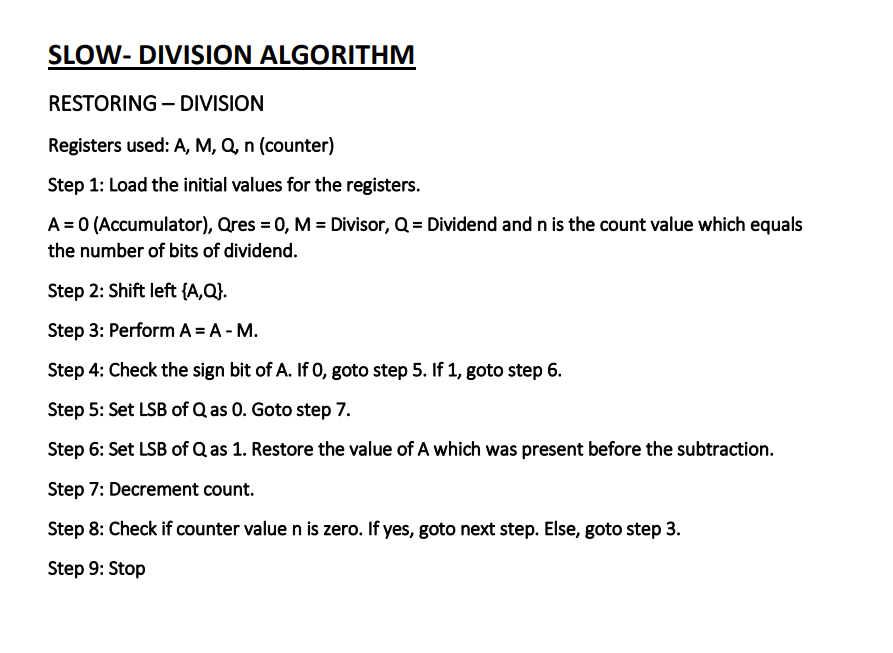 SLOW- DIVISION ALGORITHM
RESTORING – DIVISION
Registers used: A, M, Q, n (counter)
Step 1: Load the initial values for the registers.
A = 0 (Accumulator), Qres = 0, M = Divisor, Q = Dividend and n is the count value which equals
the number of bits of dividend.
Step 2: Shift left {A,Q}.
Step 3: Perform A = A - M.
Step 4: Check the sign bit of A. If 0, goto step 5. If 1, goto step 6.
Step 5: Set LSB of Q as 0. Goto step 7.
Step 6: Set LSB of Q as 1. Restore the value of A which was present before the subtraction.
Step 7: Decrement count.
Step 8: Check if counter value n is zero. If yes, goto next step. Else, goto step 3.
Step 9: Stop